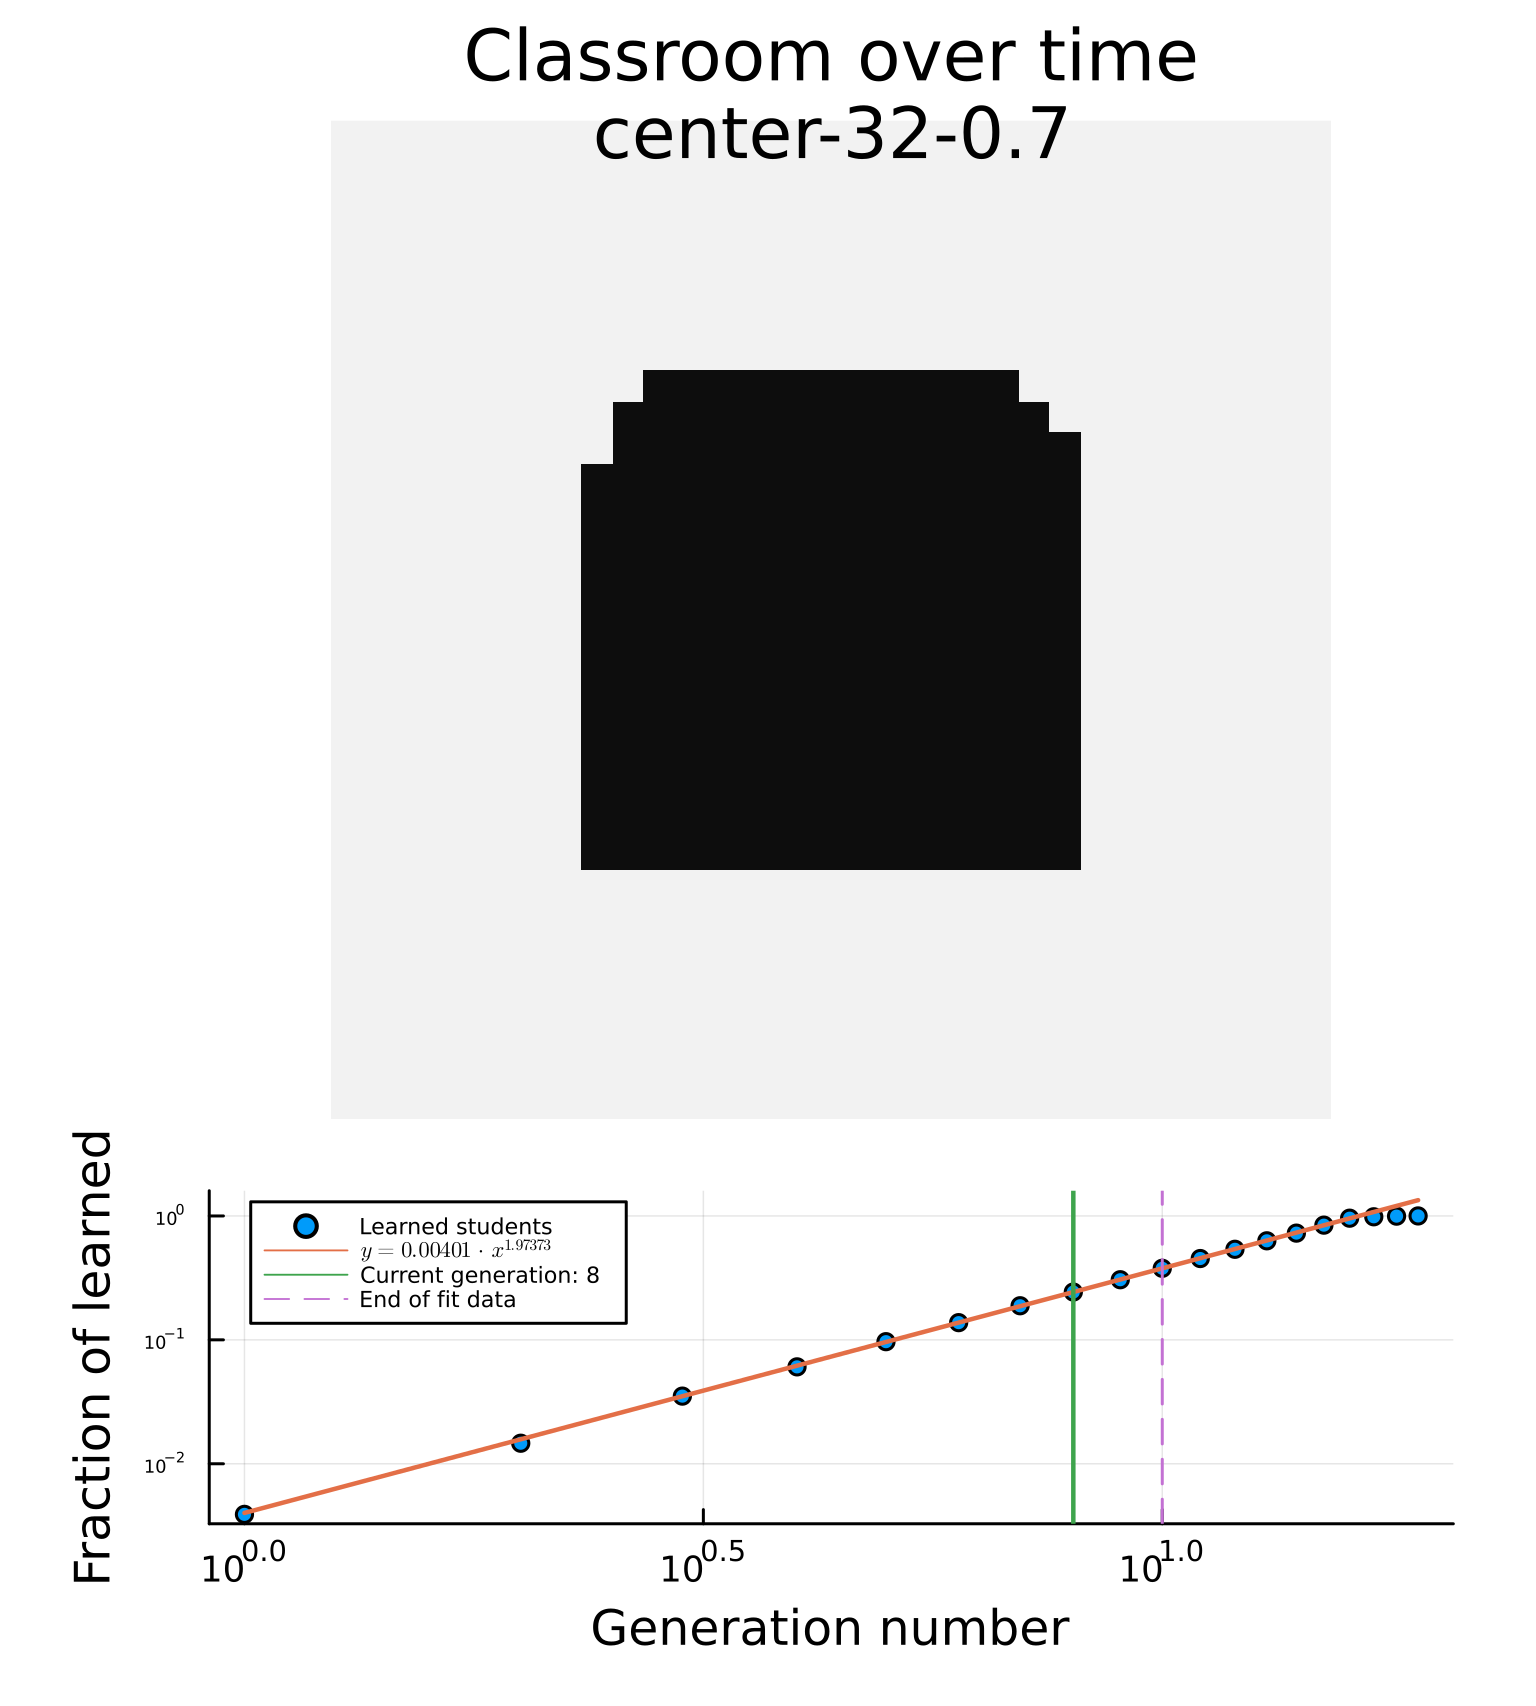 Classroom over time
center-32-0.7
Fraction of learned
10⁰
10⁻¹
10⁻²
Learned students
y = 0.00401 · x^1.97373
Current generation: 8
End of fit data
10^0.0
10^0.5
10^1.0
Generation number